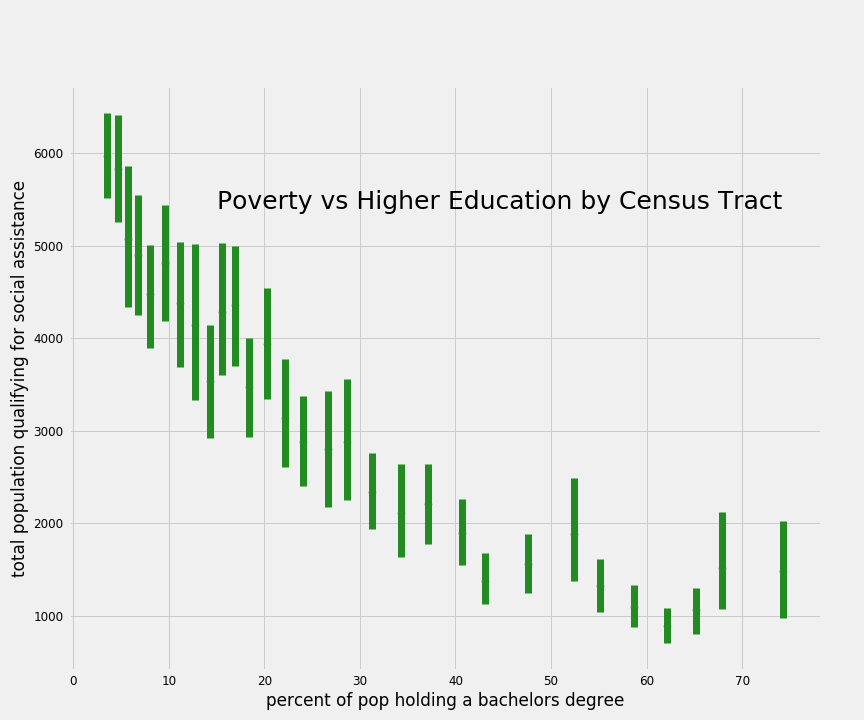 Poverty vs Higher Education by Census Tract
total population qualifying for social assistance
6000
5000
4000
3000
2000
1000
0 10 20 30 40 50 60 70
percent of pop holding a bachelors degree